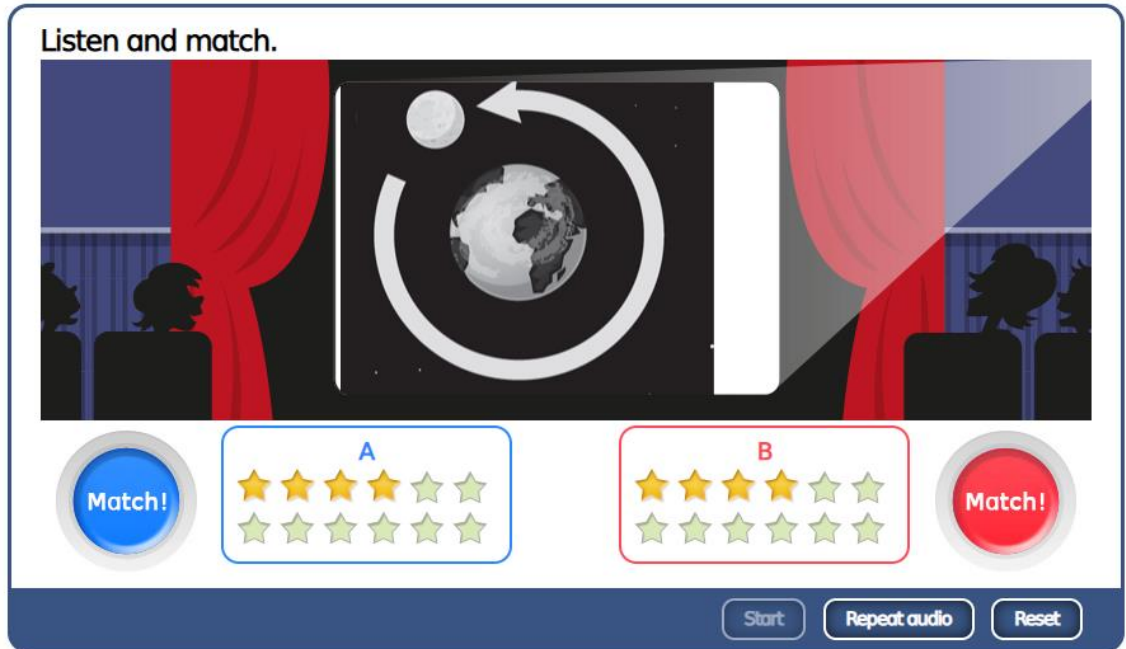 Listen and match.
A
B
Match!
Match!
Start
Repeat audio
Reset